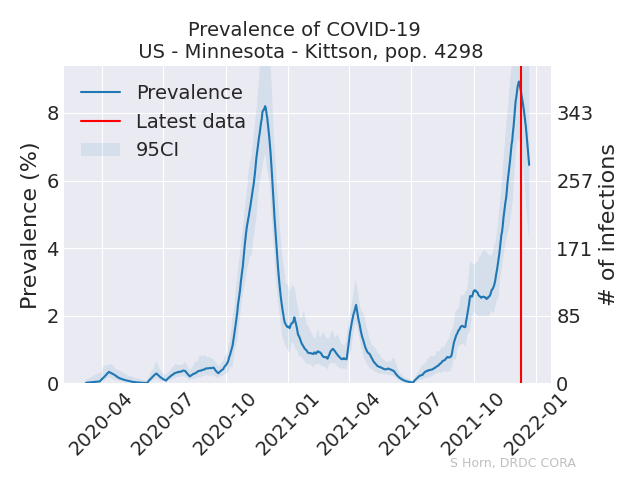 Prevalence of COVID-19
US - Minnesota - Kittson, pop. 4298
Prevalence
Latest data
95CI
Prevalence (%)
8
6
4
2
0
343
257
171
85
0
# of infections
2020-04
2020-07
2020-10
2021-01
2021-04
2021-07
2021-10
2022-01
S Horn, DRDC CORA